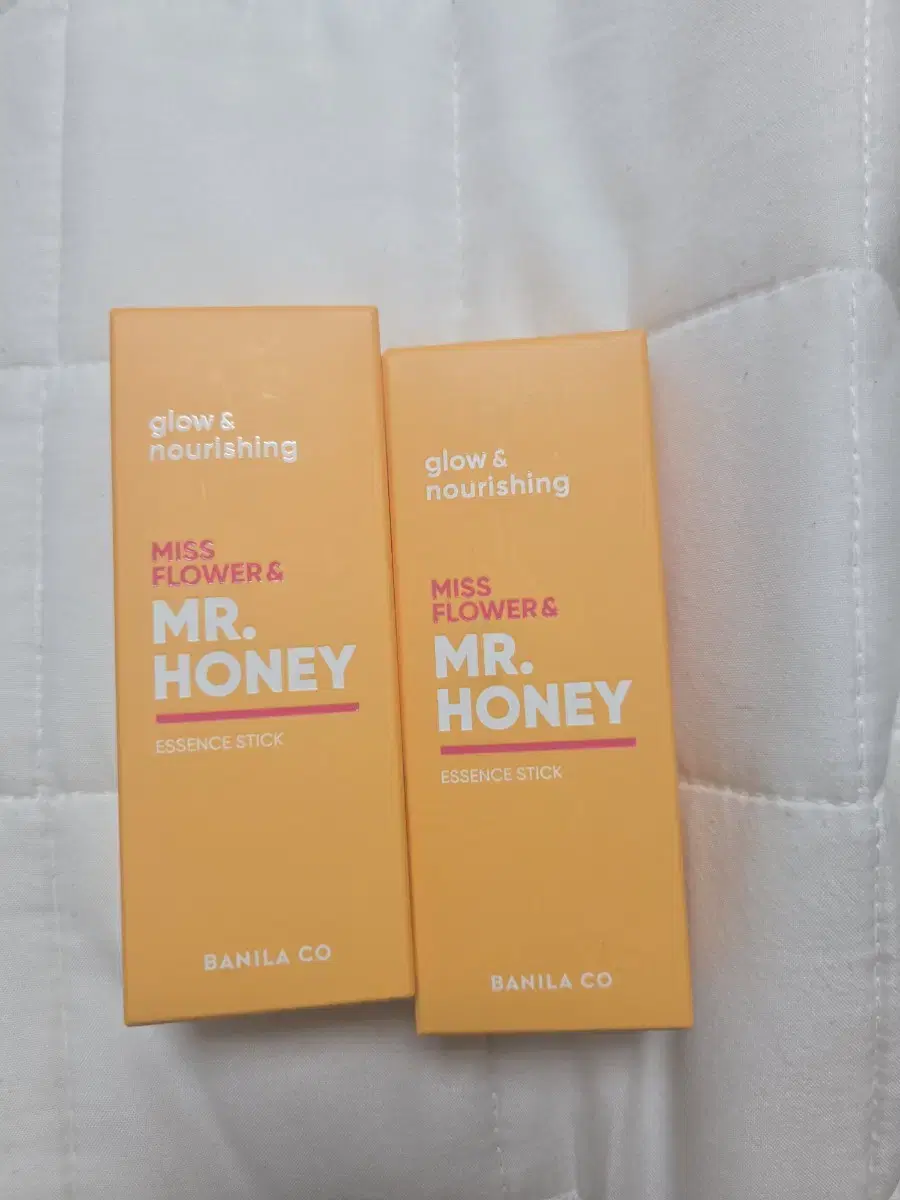 glow &
nourishing
MISS
FLOWER &
MR.
HONEY
ESSENCE STICK
BANILA CO
glow &
nourishing
MISS
FLOWER &
MR.
HONEY
ESSENCE STICK
BANILA CO